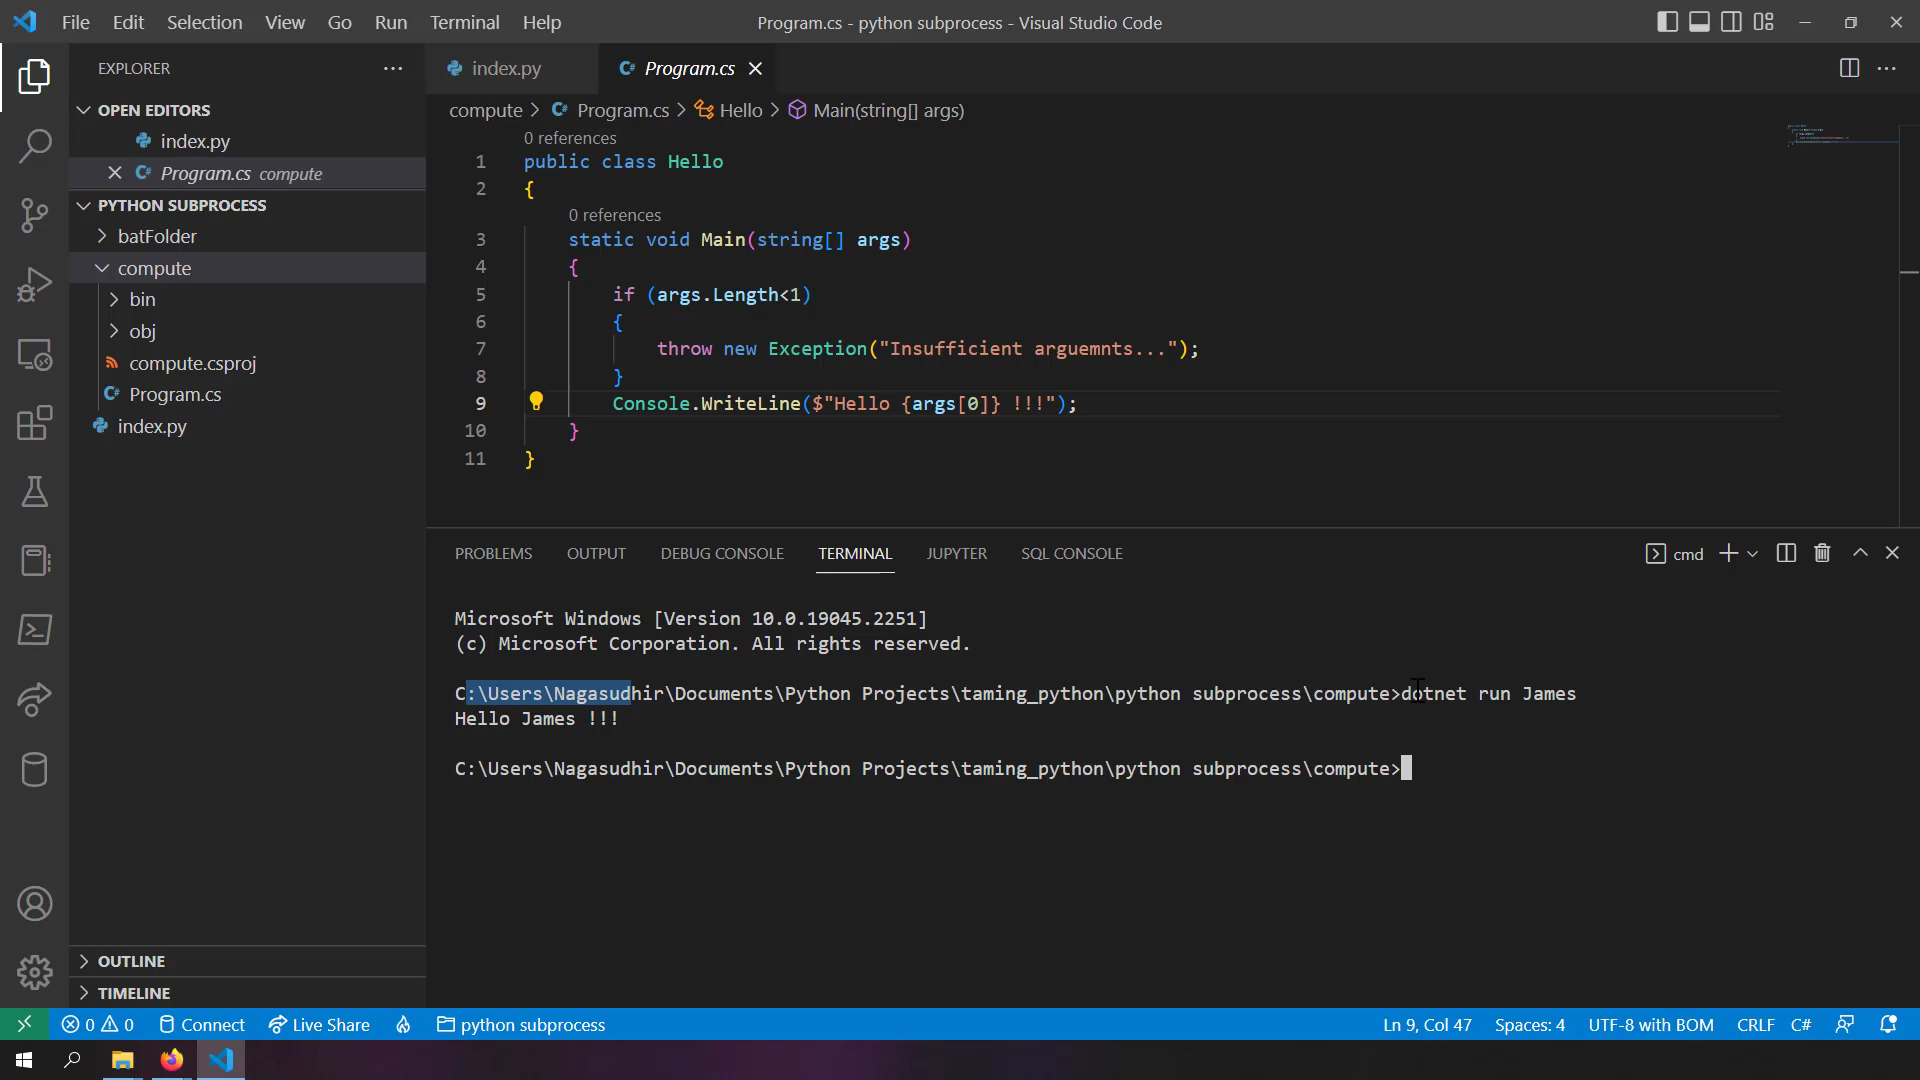 File Edit Selection View Go Run Terminal Help
Program.cs - python subprocess - Visual Studio Code
EXPLORER
OPEN EDITORS
index.py
Program.cs compute
PYTHON SUBPROCESS
batFolder
compute
bin
obj
compute.csproj
Program.cs
index.py
OUTLINE
TIMELINE
index.py
Program.cs
compute > Program.cs > Hello > Main(string[] args)
0 references
1 public class Hello
2 {
0 references
3 static void Main(string[] args)
4 {
5 if (args.Length<1)
6 {
7 throw new Exception("Insufficient arguemnts...");
8 }
9 Console.WriteLine($"Hello {args[0]} !!!");
10 }
11 }
PROBLEMS OUTPUT DEBUG CONSOLE TERMINAL JUPYTER SQL CONSOLE
cmd
Microsoft Windows [Version 10.0.19045.2251]
(c) Microsoft Corporation. All rights reserved.
C:\Users\Nagasudhir\Documents\Python Projects\taming_python\python subprocess\compute>dotnet run James
Hello James !!!
C:\Users\Nagasudhir\Documents\Python Projects\taming_python\python subprocess\compute>
0 0 Connect Live Share python subprocess
Ln 9, Col 47 Spaces: 4 UTF-8 with BOM CRLF C#